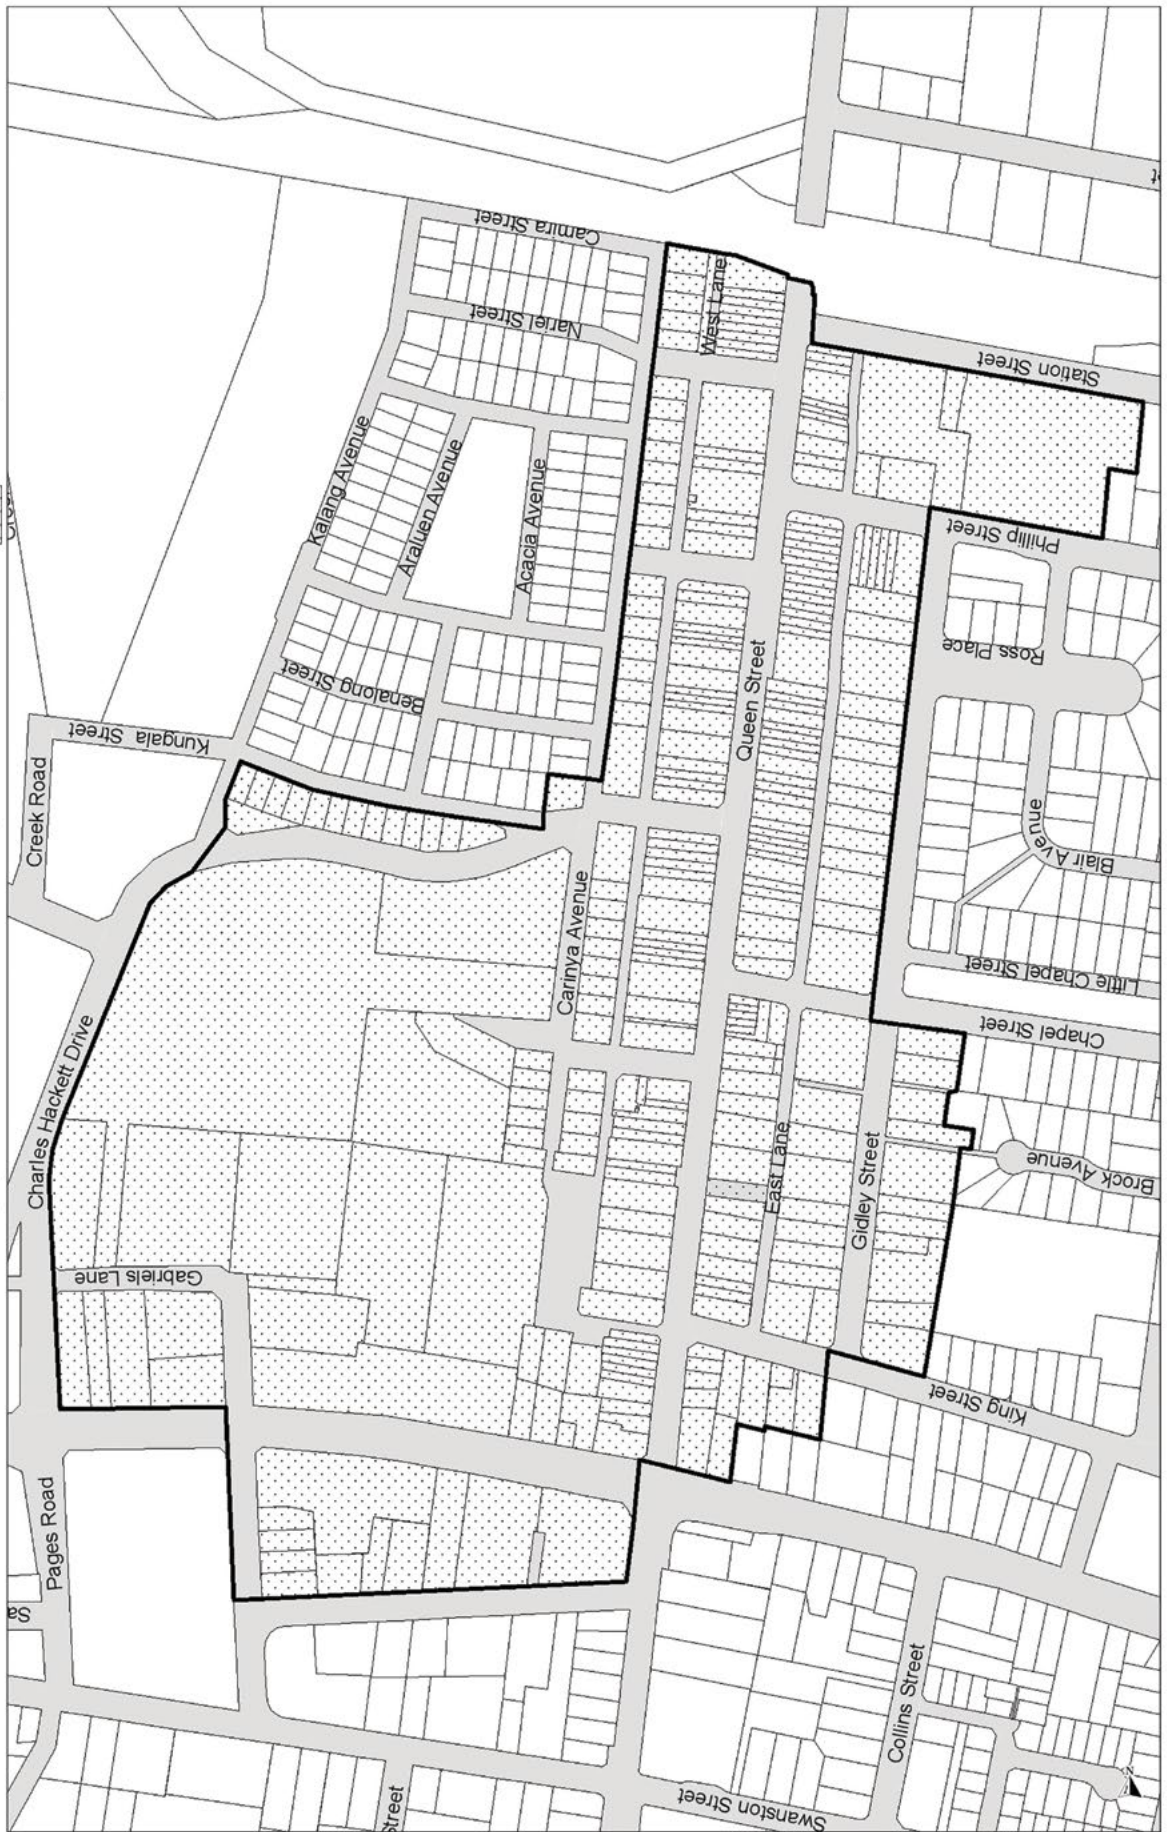 Camira Street
Nariel Street
West Lane
Station Street
Kalang Avenue
Araluen Avenue
Acacia Avenue
Phillip Street
Benalong Street
Ross Place
Queen Street
Kungala Street
Creek Road
Blair Avenue
Carinya Avenue
Little Chapel Street
Chapel Street
Charles Hackett Drive
East Lane
Gidley Street
Brock Avenue
Gabriels Lane
King Street
Pages Road
Sa
Collins Street
Swanston Street
Street
N